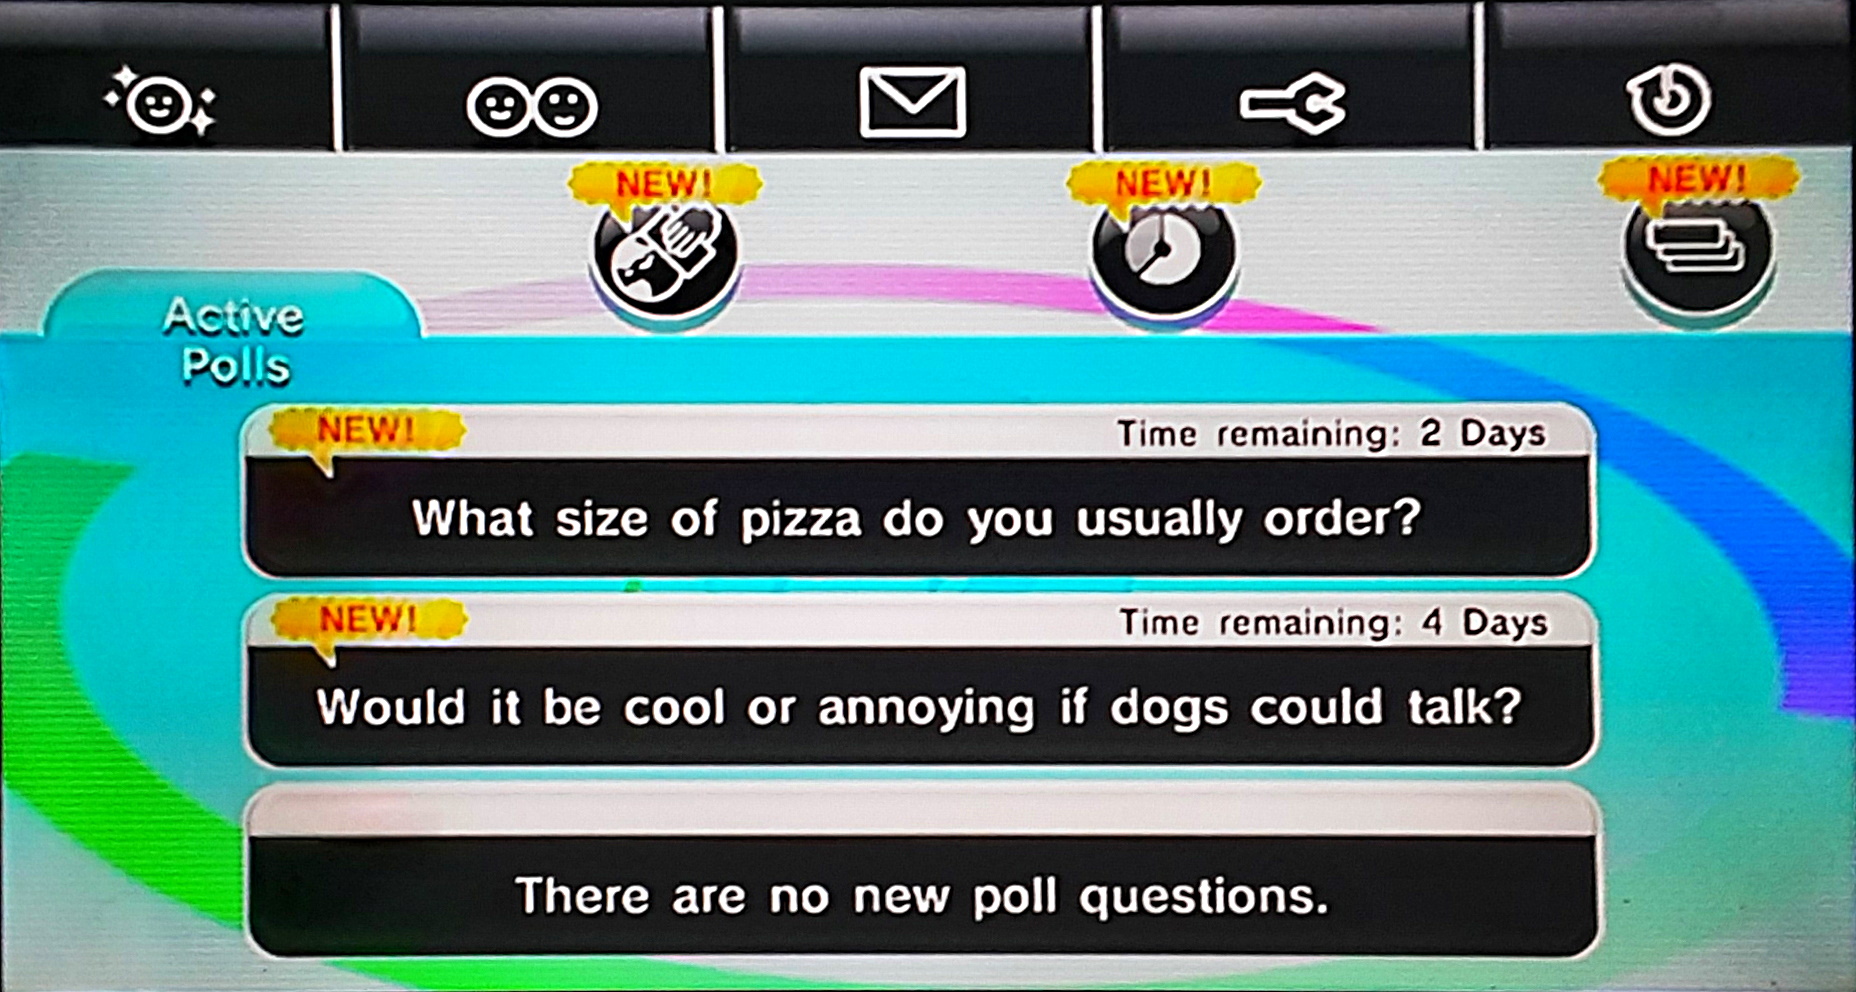 NEW!
NEW!
NEW!
Active
Polls
NEW!
Time remaining: 2 Days
What size of pizza do you usually order?
NEW!
Time remaining: 4 Days
Would it be cool or annoying if dogs could talk?
There are no new poll questions.